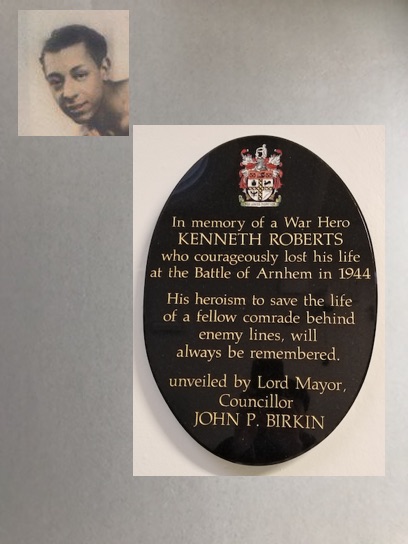 In memory of a War Hero
KENNETH ROBERTS
who courageously lost his life
at the Battle of Arnhem in 1944
His heroism to save the life
of a fellow comrade behind
enemy lines, will
always be remembered.
unveiled by Lord Mayor,
Councillor
JOHN P. BIRKIN